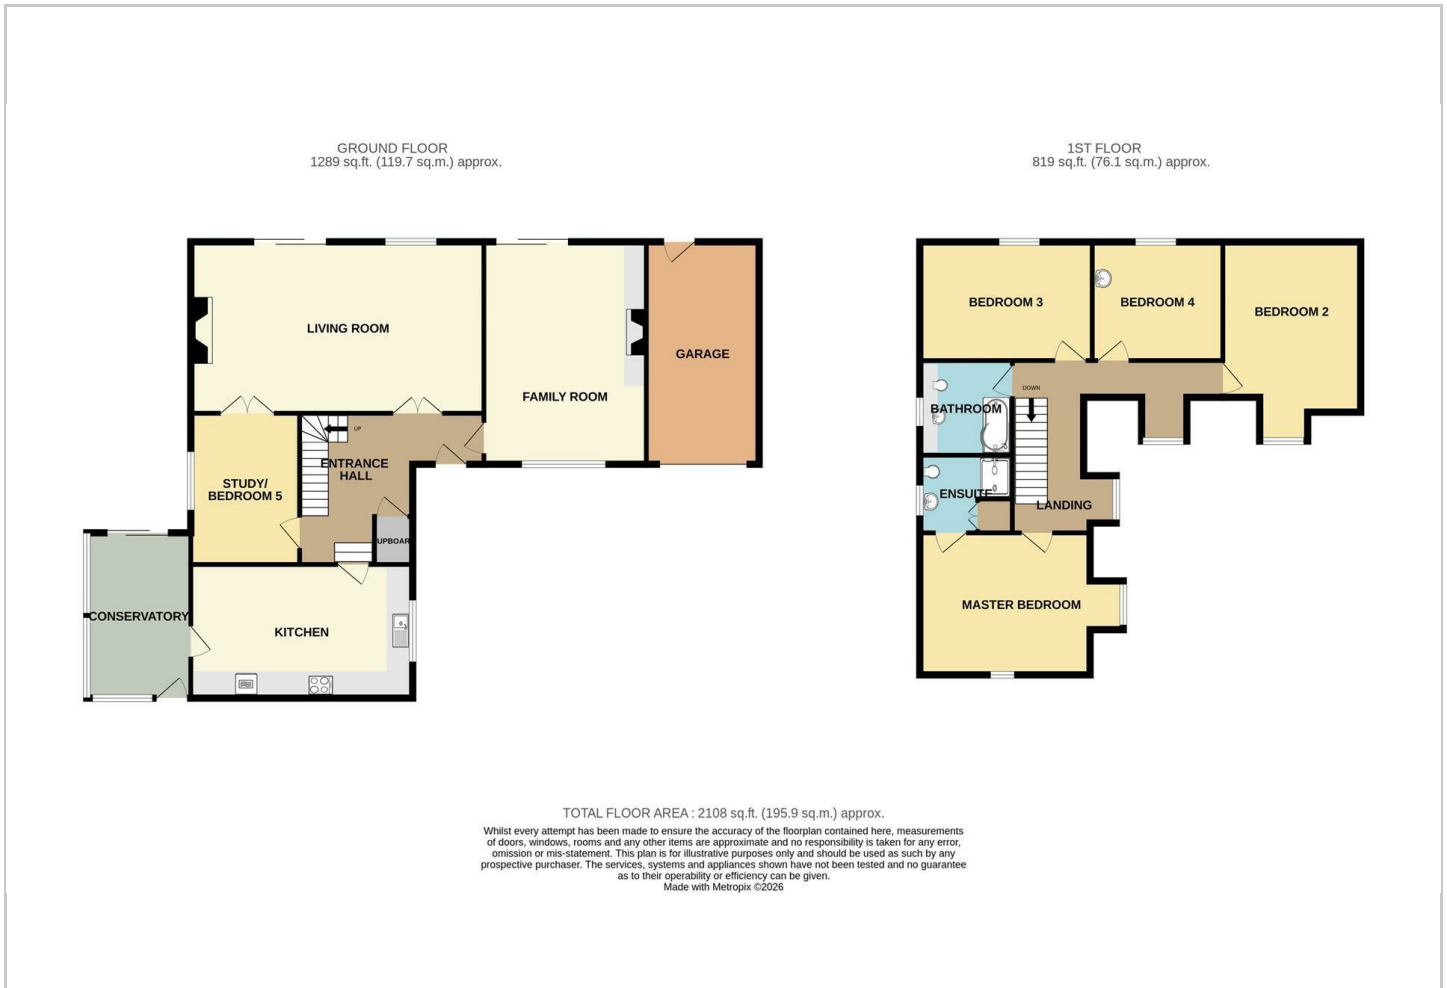 GROUND FLOOR
1289 sq.ft. (119.7 sq.m.) approx.
1ST FLOOR
819 sq.ft. (76.1 sq.m.) approx.
LIVING ROOM
FAMILY ROOM
GARAGE
UP
ENTRANCE
HALL
STUDY/
BEDROOM 5
UPBOAR
CONSERVATORY
KITCHEN
BEDROOM 3
BEDROOM 4
BEDROOM 2
DOWN
BATHROOM
ENSUITE
LANDING
MASTER BEDROOM
TOTAL FLOOR AREA : 2108 sq.ft. (195.9 sq.m.) approx.
Whilst every attempt has been made to ensure the accuracy of the floorplan contained here, measurements
of doors, windows, rooms and any other items are approximate and no responsibility is taken for any error,
omission or mis-statement. This plan is for illustrative purposes only and should be used as such by any
prospective purchaser. The services, systems and appliances shown have not been tested and no guarantee
as to their operability or efficiency can be given.
Made with Metropix ©2026